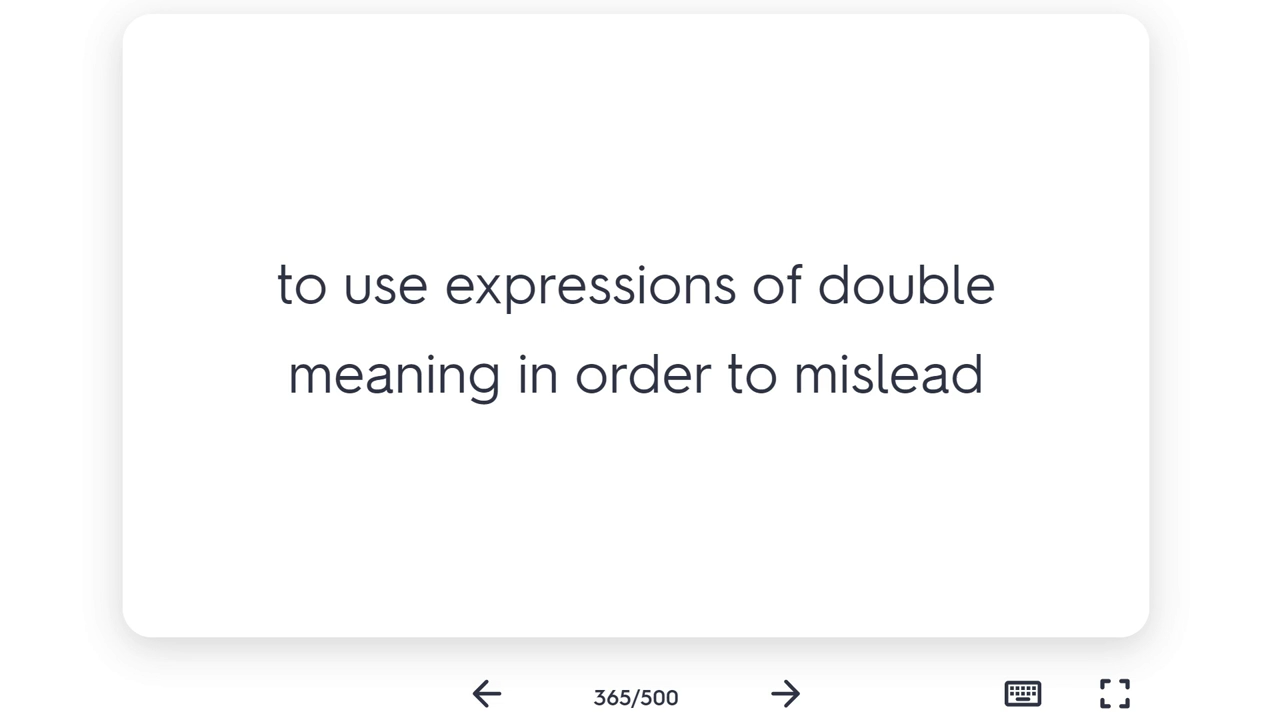 to use expressions of double
meaning in order to mislead
365/500